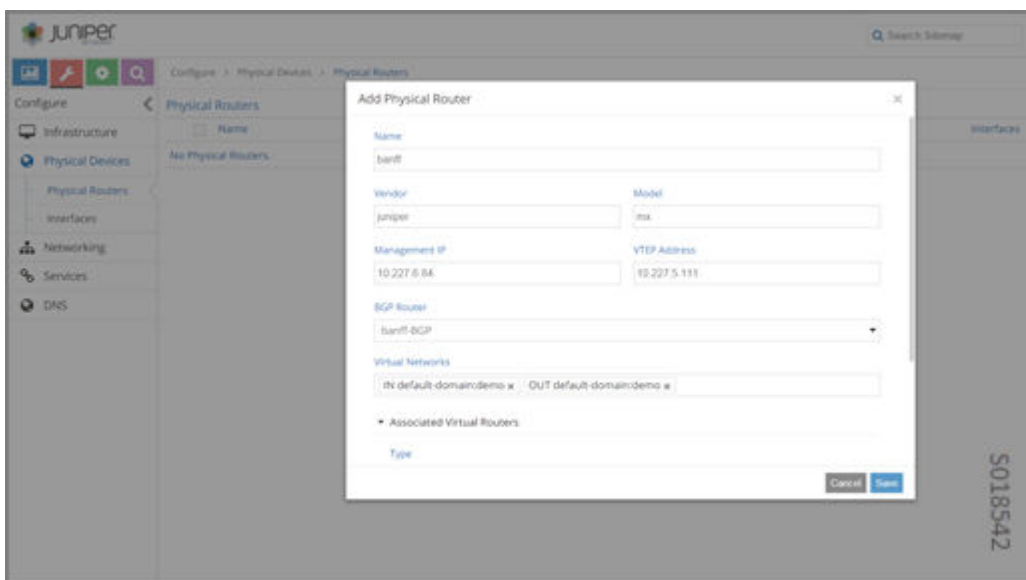 JUNIPER
Search Sitemap
Configure > Physical Devices > Physical Routers
Configure
Physical Routers
Infrastructure
Name
Interfaces
Physical Devices
No Physical Routers.
Physical Routers
Interfaces
Networking
Services
DNS
Add Physical Router
Name
banff
Vendor
Model
juniper
mx
Management IP
VTEP Address
10.227.6.84
10.227.5.111
BGP Router
banff-BGP
Virtual Networks
IN default-domain:demo x OUT default-domain:demo x
Associated Virtual Routers
Type
Cancel Save
S018542